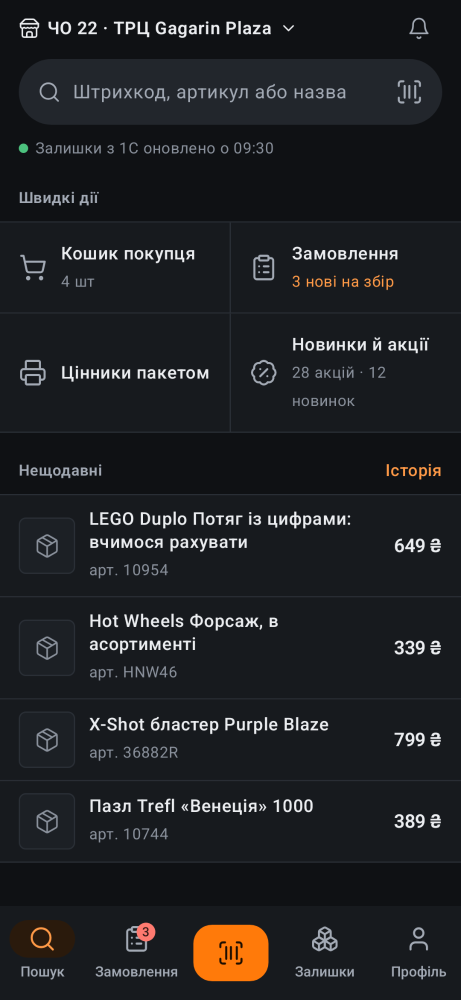 ЧО 22 · ТРЦ Gagarin Plaza
Штрихкод, артикул або назва
Залишки з 1С оновлено о 09:30
Швидкі дії
Кошик покупця
4 шт
Замовлення
3 нові на збір
Цінники пакетом
Новинки й акції
28 акцій · 12
новинок
Нещодавні
Історія
LEGO Duplo Потяг із цифрами:
вчимося рахувати
арт. 10954
649 ₴
Hot Wheels Форсаж, в
асортименті
арт. HNW46
339 ₴
X-Shot бластер Purple Blaze
арт. 36882R
799 ₴
Пазл Trefl «Венеція» 1000
арт. 10744
389 ₴
Пошук
3
Замовлення
Залишки
Профіль